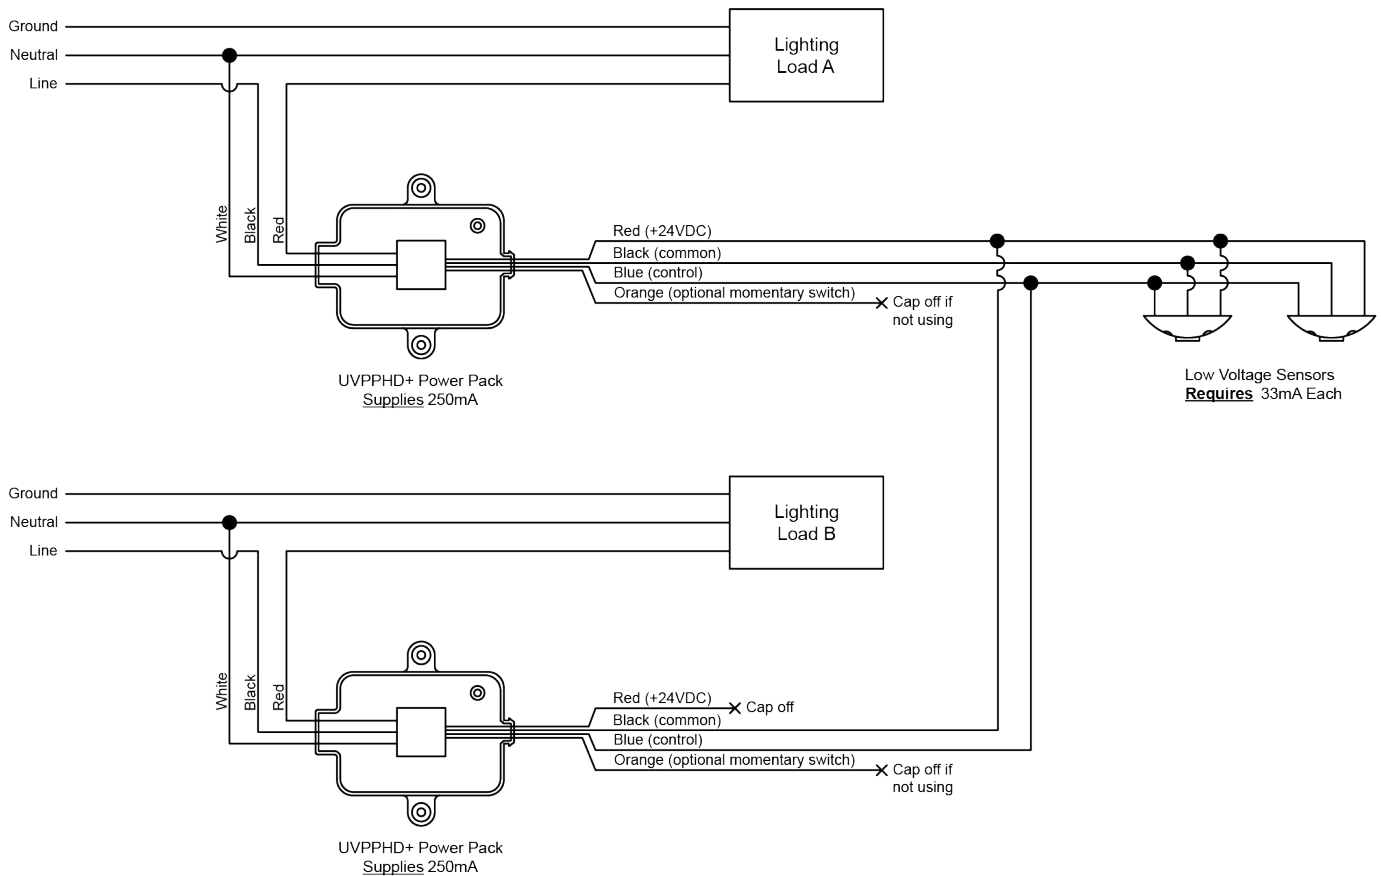 Ground
Neutral
Line
Lighting
Load A
White
Black
Red
Red (+24VDC)
Black (common)
Blue (control)
Orange (optional momentary switch)
Cap off if
not using
UVPPHD+ Power Pack
Supplies 250mA
Low Voltage Sensors
Requires 33mA Each
Ground
Neutral
Line
Lighting
Load B
White
Black
Red
Red (+24VDC)
Cap off
Black (common)
Blue (control)
Orange (optional momentary switch)
Cap off if
not using
UVPPHD+ Power Pack
Supplies 250mA